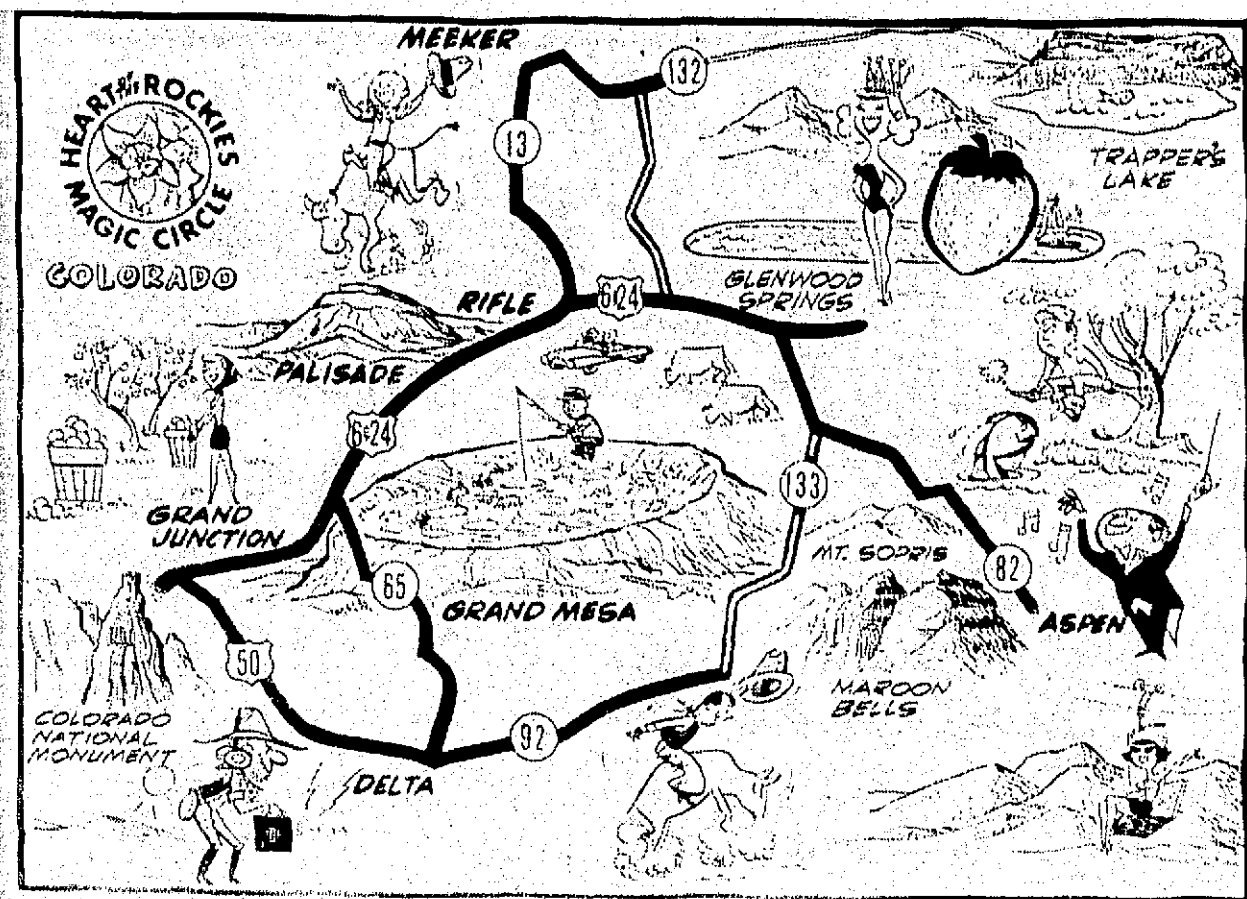 HEART OF THE ROCKIES
MAGIC CIRCLE
COLORADO
MEEKER
132
13
TRAPPER'S
LAKE
GLENWOOD
SPRINGS
RIFLE
6&24
PALISADE
6&24
GRAND
JUNCTION
133
MT. SOPRIS
82
65
GRAND MESA
ASPEN
50
MAROON
BELLS
COLORADO
NATIONAL
MONUMENT
92
DELTA